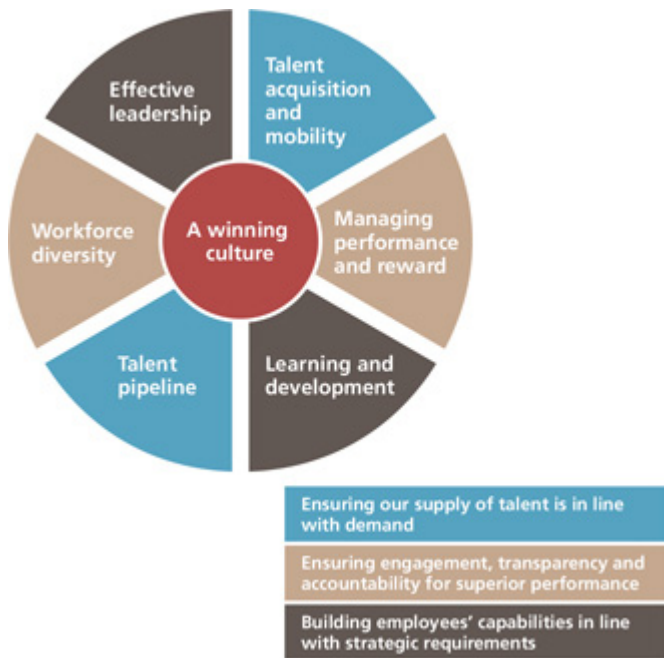 Effective
leadership
Talent
acquisition
and
mobility
Workforce
diversity
A winning
culture
Managing
performance
and reward
Talent
pipeline
Learning and
development
Ensuring our supply of talent is in line
with demand
Ensuring engagement, transparency and
accountability for superior performance
Building employees’ capabilities in line
with strategic requirements